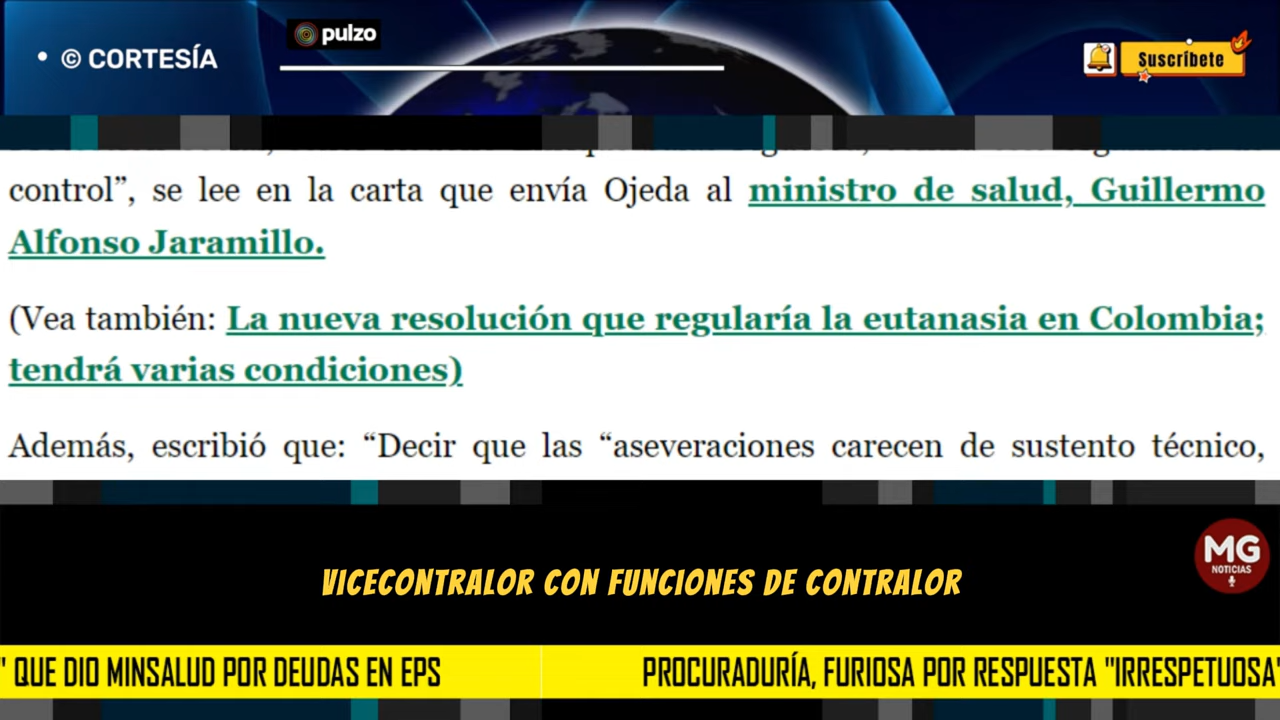 • © CORTESÍA
pulzo
Suscríbete
control”, se lee en la carta que envía Ojeda al ministro de salud, Guillermo
Alfonso Jaramillo.
(Vea también: La nueva resolución que regularía la eutanasia en Colombia;
tendrá varias condiciones)
Además, escribió que: “Decir que las “aseveraciones carecen de sustento técnico,
VICECONTRALOR CON FUNCIONES DE CONTRALOR
MG
NOTICIAS
" QUE DIO MINSALUD POR DEUDAS EN EPS PROCURADURÍA, FURIOSA POR RESPUESTA "IRRESPETUOSA"